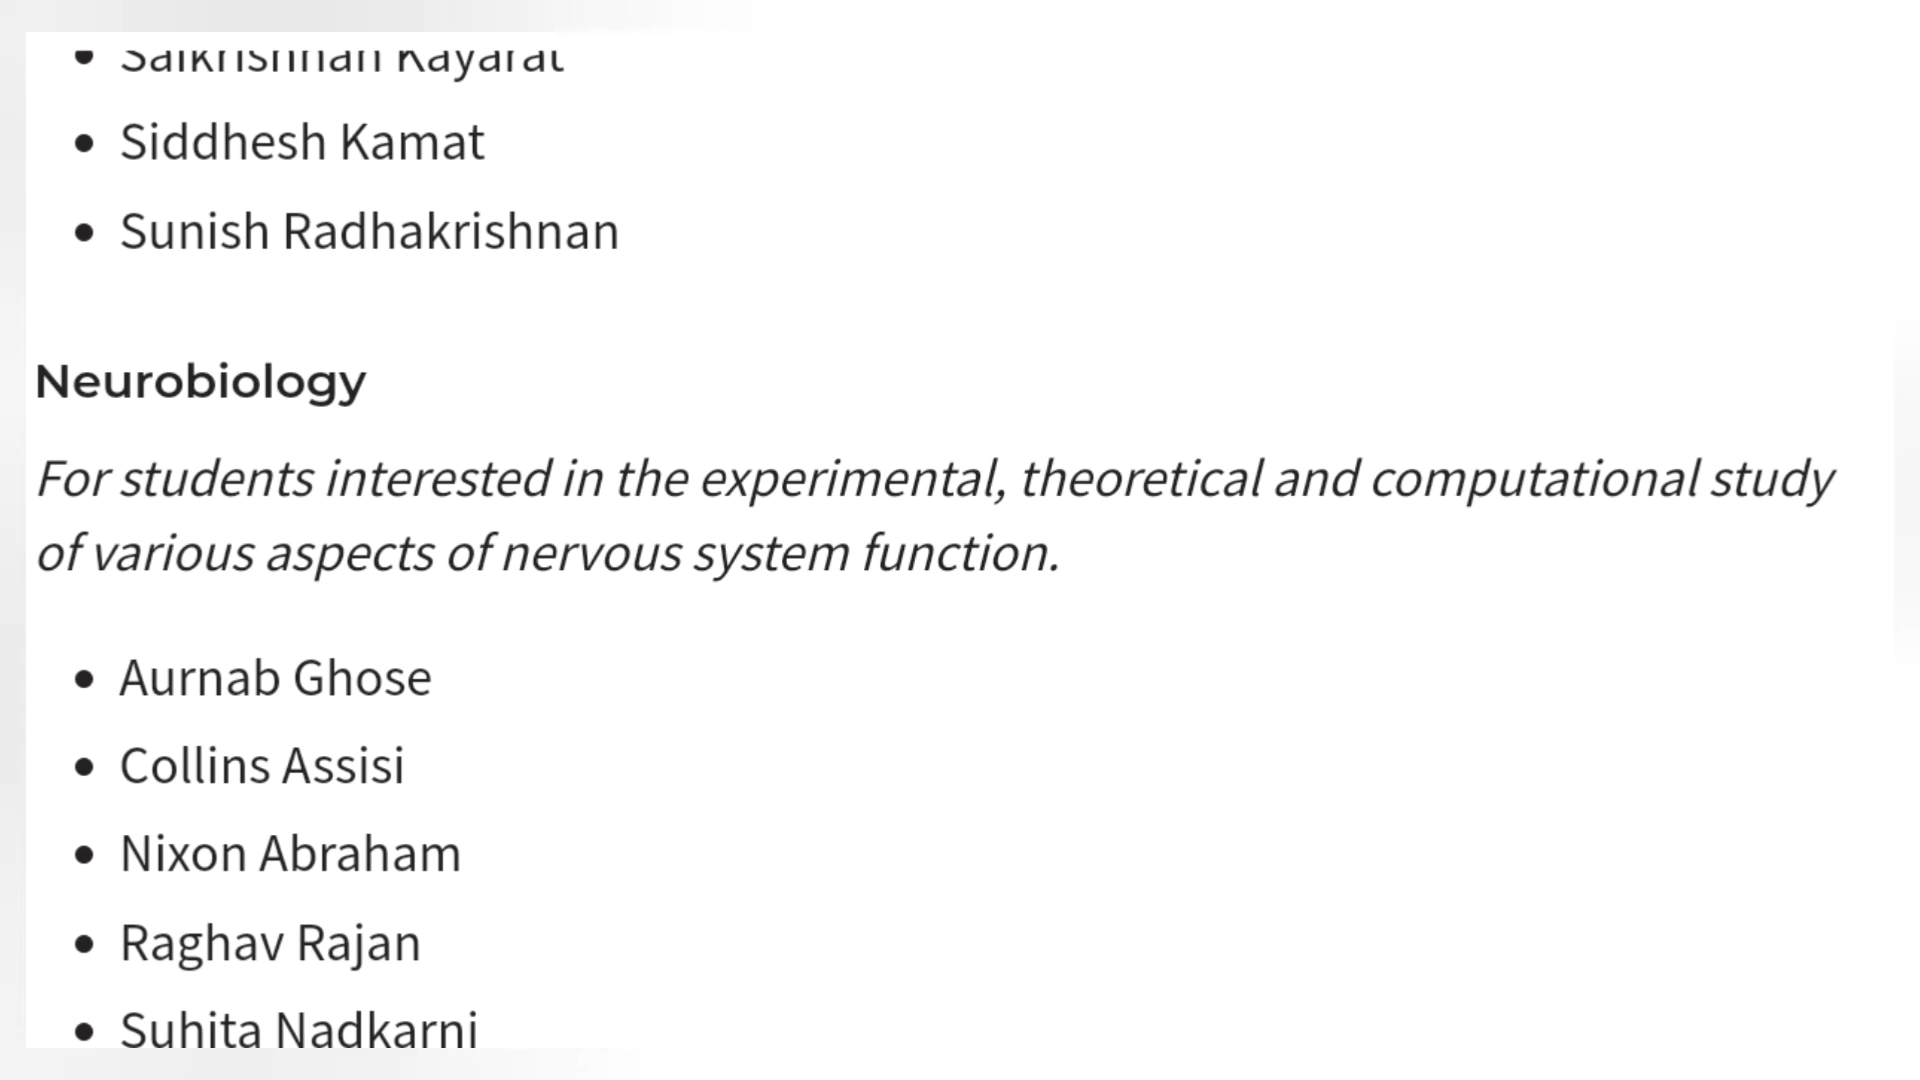 Saikrishnan Kayarat
Siddhesh Kamat
Sunish Radhakrishnan
Neurobiology
For students interested in the experimental, theoretical and computational study
of various aspects of nervous system function.
Aurnab Ghose
Collins Assisi
Nixon Abraham
Raghav Rajan
Suhita Nadkarni